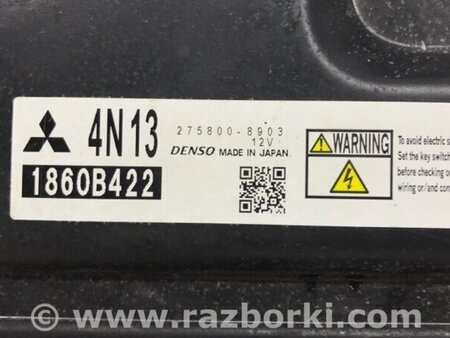 4N13
1860B422
275800-8903
12V
DENSO MADE IN JAPAN.
WARNING
To avoid electric
Set the key switch
before checking or
wiring or/and con
www.razborki.com